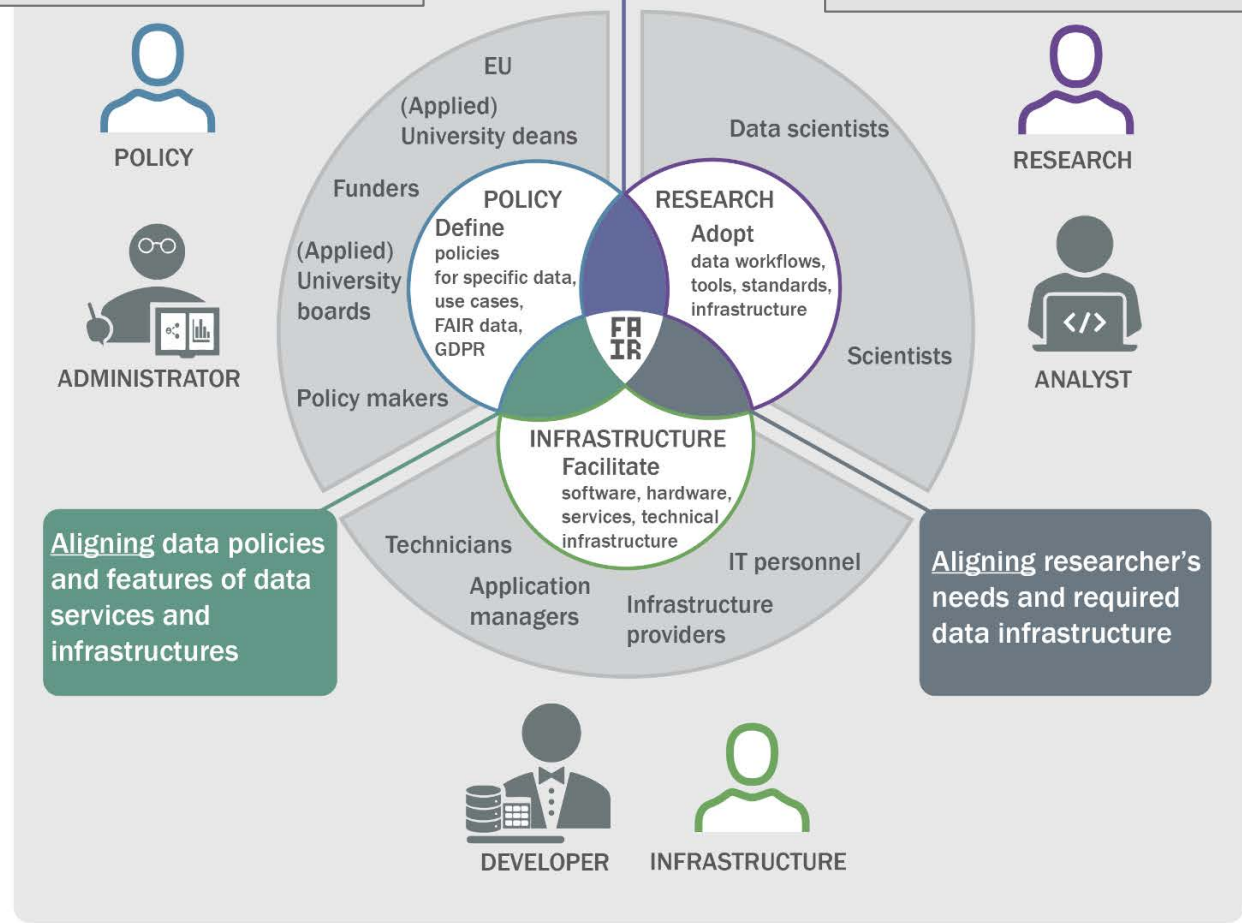 POLICY
ADMINISTRATOR
EU
(Applied)
University deans
Funders
(Applied)
University
boards
Policy makers
Data scientists
Scientists
RESEARCH
ANALYST
POLICY
Define
policies
for specific data,
use cases,
FAIR data,
GDPR
RESEARCH
Adopt
data workflows,
tools, standards,
infrastructure
FA
IR
INFRASTRUCTURE
Facilitate
software, hardware,
services, technical
infrastructure
Technicians
Application
managers
Infrastructure
providers
IT personnel
Aligning data policies
and features of data
services and
infrastructures
Aligning researcher's
needs and required
data infrastructure
</>
DEVELOPER
INFRASTRUCTURE